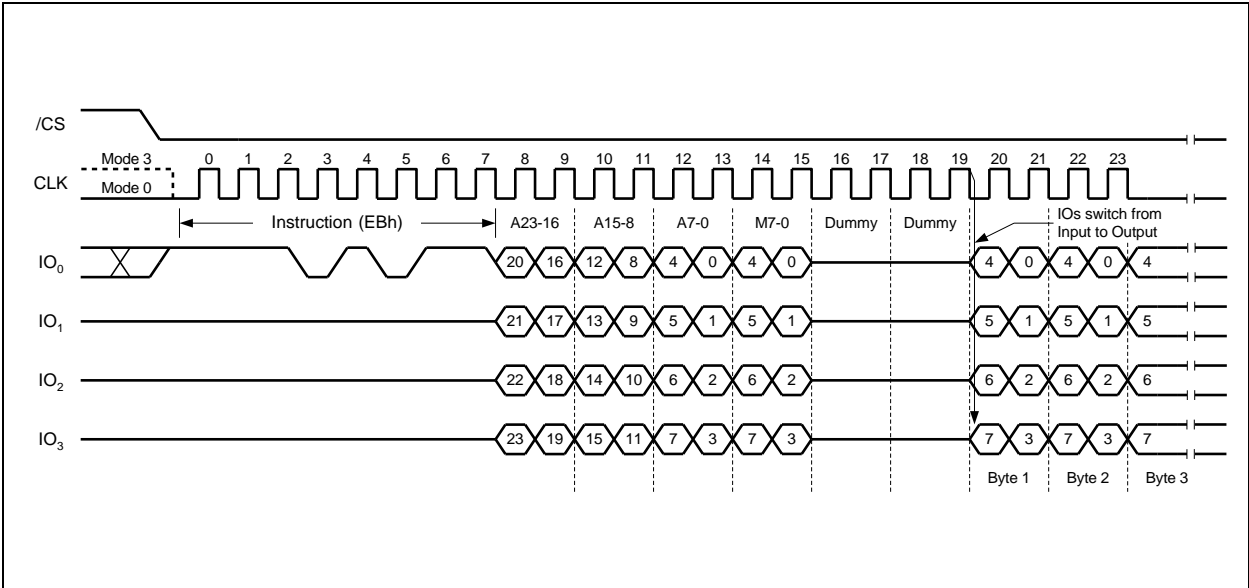 /CS
Mode 3 0 1 2 3 4 5 6 7 8 9 10 11 12 13 14 15 16 17 18 19 20 21 22 23
CLK
Mode 0
Instruction (EBh) A23-16 A15-8 A7-0 M7-0 Dummy Dummy IOs switch from
Input to Output
IO0 20 16 12 8 4 0 4 0 4 0 4 0 4
IO1 21 17 13 9 5 1 5 1 5 1 5 1 5
IO2 22 18 14 10 6 2 6 2 6 2 6 2 6
IO3 23 19 15 11 7 3 7 3 7 3 7 3 7
Byte 1 Byte 2 Byte 3